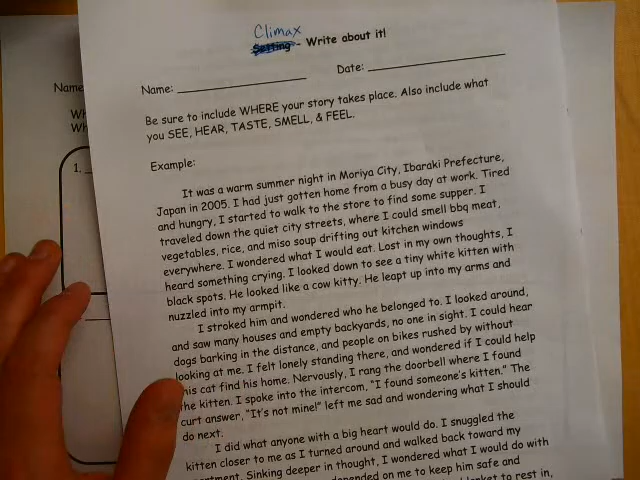 Climax
Setting - Write about it!
Name: Date:
Be sure to include WHERE your story takes place. Also include what
you SEE, HEAR, TASTE, SMELL, & FEEL.
Example:
It was a warm summer night in Moriya City, Ibaraki Prefecture,
Japan in 2005. I had just gotten home from a busy day at work. Tired
and hungry, I started to walk to the store to find some supper. I
traveled down the quiet city streets, where I could smell bbq meat,
vegetables, rice, and miso soup drifting out kitchen windows
everywhere. I wondered what I would eat. Lost in my own thoughts, I
heard something crying. I looked down to see a tiny white kitten with
black spots. He looked like a cow kitty. He leapt up into my arms and
nuzzled into my armpit.
I stroked him and wondered who he belonged to. I looked around,
and saw many houses and empty backyards, no one in sight. I could hear
dogs barking in the distance, and people on bikes rushed by without
looking at me. I felt lonely standing there, and wondered if I could help
this cat find his home. Nervously, I rang the doorbell where I found
the kitten. I spoke into the intercom, "I found someone's kitten." The
curt answer, "It's not mine!" left me sad and wondering what I should
do next.
I did what anyone with a big heart would do. I snuggled the
kitten closer to me as I turned around and walked back toward my
Sinking deeper in thought, I wondered what I would do with
depended on me to keep him safe and
to rest in,
Name
Wh
Wh
1.